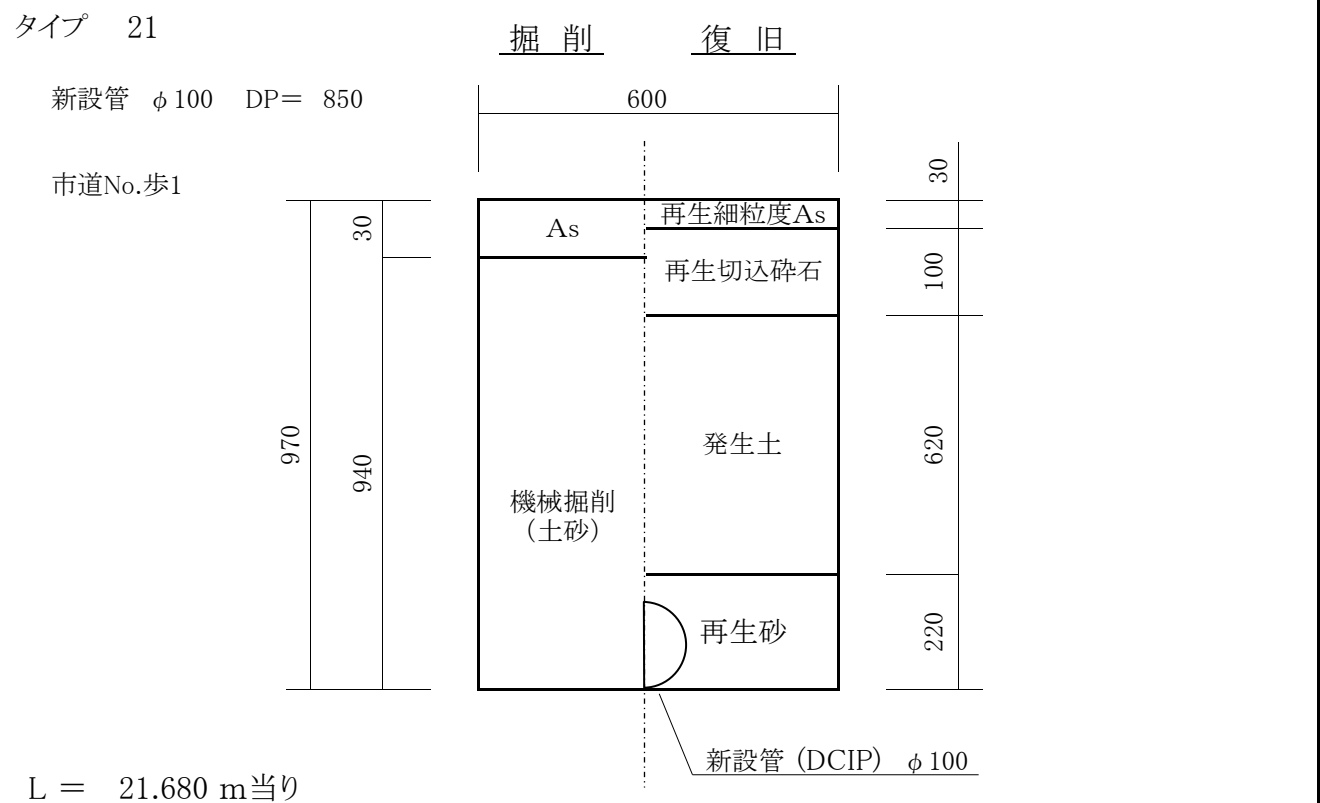 タイプ 21
掘 削 復 旧
新設管 φ100 DP＝ 850
600
市道No.歩1
30
30
As
再生細粒度As
再生切込砕石
100
970
940
機械掘削
（土砂）
発生土
620
再生砂
220
新設管 (DCIP) φ100
L ＝ 21.680 m当り